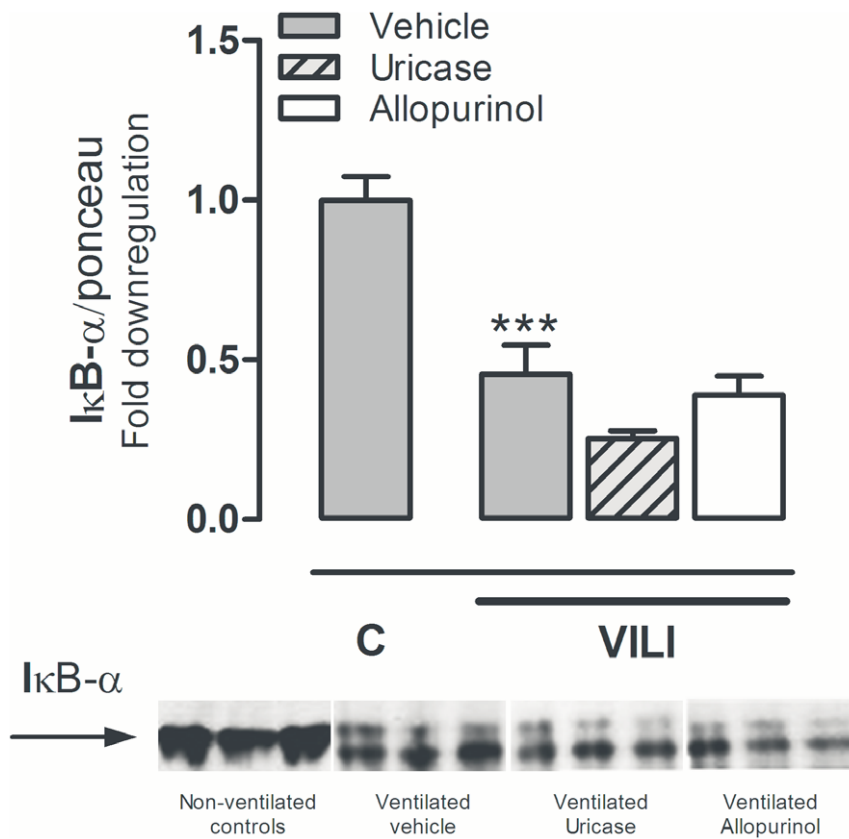 Vehicle
Uricase
Allopurinol
1.5
1.0
0.5
0.0
IκB-α/ponceau
Fold downregulation
***
C
VILI
IκB-α
Non-ventilated
controls
Ventilated
vehicle
Ventilated
Uricase
Ventilated
Allopurinol